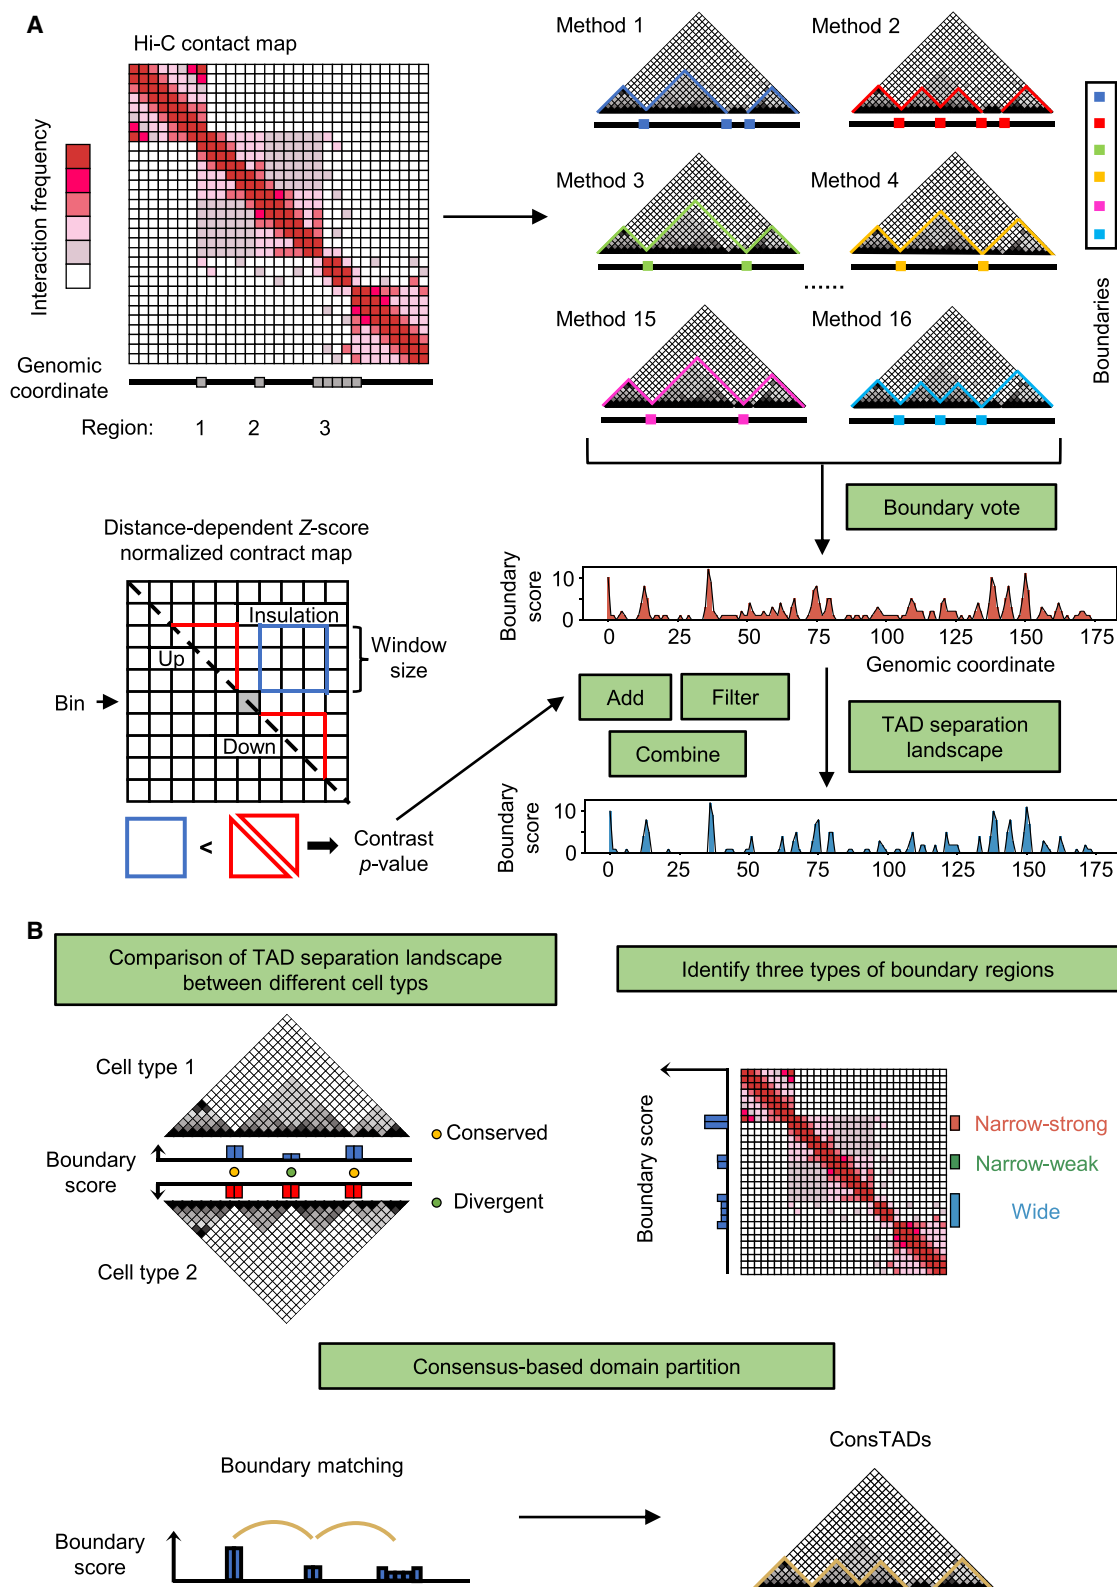 A
Hi-C contact map
Interaction frequency
Genomic
coordinate
Region: 1 2 3
Method 1
Method 2
Method 3
Method 4
......
Method 15
Method 16
Boundaries
Boundary vote
Boundary
score
10
0
0 25 50 75 100 125 150 175
Genomic coordinate
Distance-dependent Z-score
normalized contract map
Insulation
Up
Window
size
Bin
Down
<
Contrast
p-value
Add
Filter
Combine
TAD separation
landscape
Boundary
score
10
0
0 25 50 75 100 125 150 175
B
Comparison of TAD separation landscape
between different cell typs
Cell type 1
Boundary
score
Conserved
Divergent
Cell type 2
Identify three types of boundary regions
Boundary score
Narrow-strong
Narrow-weak
Wide
Consensus-based domain partition
Boundary matching
Boundary
score
ConsTADs